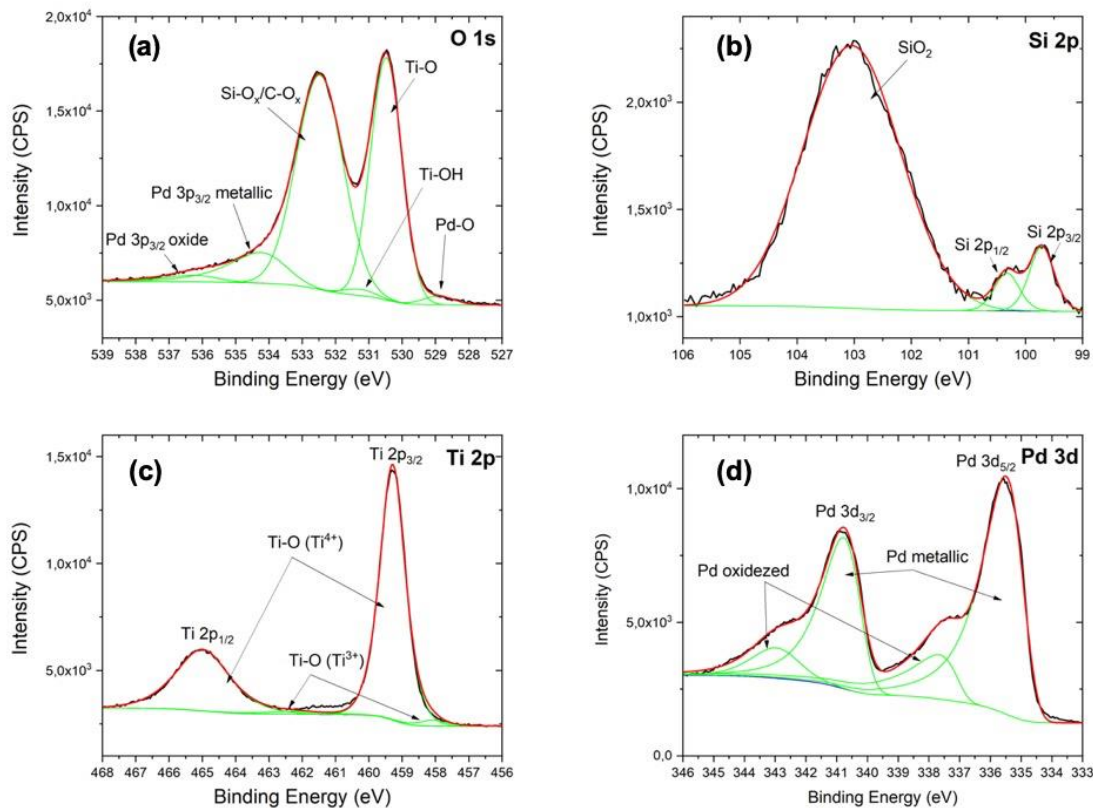 (a)
O 1s
2,0x10⁴
1,5x10⁴
1,0x10⁴
5,0x10³
Intensity (CPS)
Si-Oₓ/C-Oₓ
Ti-O
Ti-OH
Pd-O
Pd 3p₃/₂ metallic
Pd 3p₃/₂ oxide
539 538 537 536 535 534 533 532 531 530 529 528 527
Binding Energy (eV)
(b)
Si 2p
2,0x10³
1,5x10³
1,0x10³
Intensity (CPS)
SiO₂
Si 2p₁/₂
Si 2p₃/₂
106 105 104 103 102 101 100 99
Binding Energy (eV)
(c)
Ti 2p
1,5x10⁴
1,0x10⁴
5,0x10³
Intensity (CPS)
Ti 2p₃/₂
Ti-O (Ti⁴⁺)
Ti 2p₁/₂
Ti-O (Ti³⁺)
468 467 466 465 464 463 462 461 460 459 458 457 456
Binding Energy (eV)
(d)
Pd 3d
1,0x10⁴
5,0x10³
0,0
Intensity (CPS)
Pd 3d₅/₂
Pd 3d₃/₂
Pd metallic
Pd oxidezed
346 345 344 343 342 341 340 339 338 337 336 335 334 333
Binding Energy (eV)